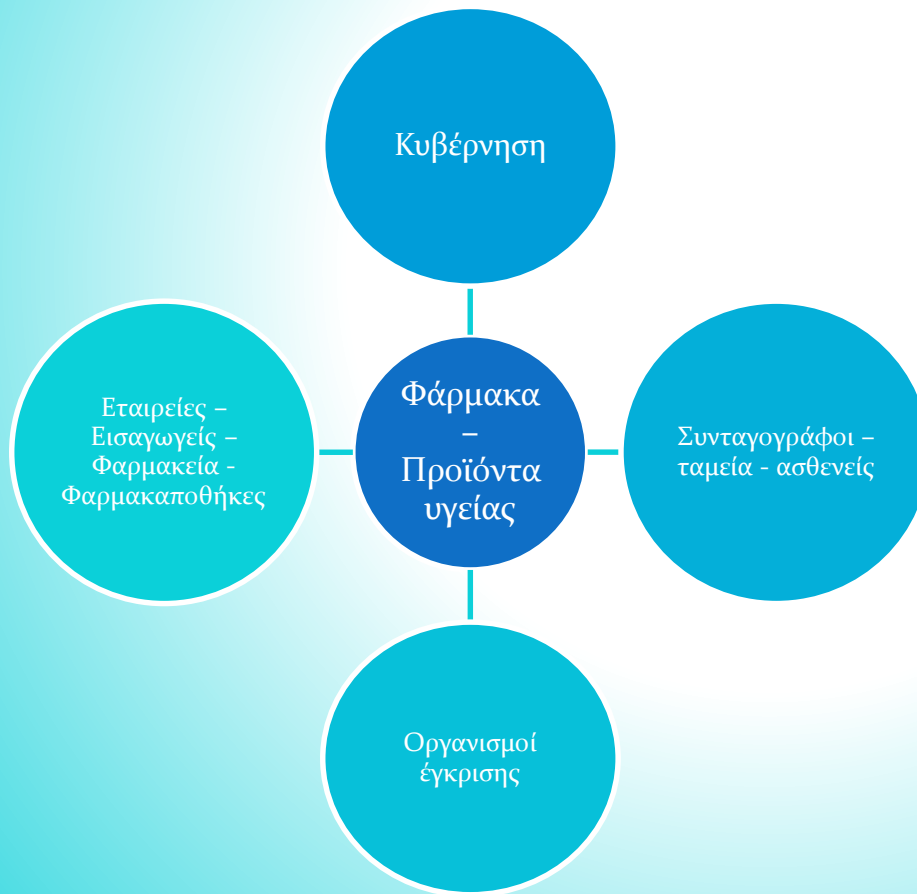 Κυβέρνηση
Εταιρείες –
Εισαγωγείς –
Φαρμακεία -
Φαρμακαποθήκες
Φάρμακα
–
Προϊόντα
υγείας
Συνταγογράφοι –
ταμεία - ασθενείς
Οργανισμοί
έγκρισης